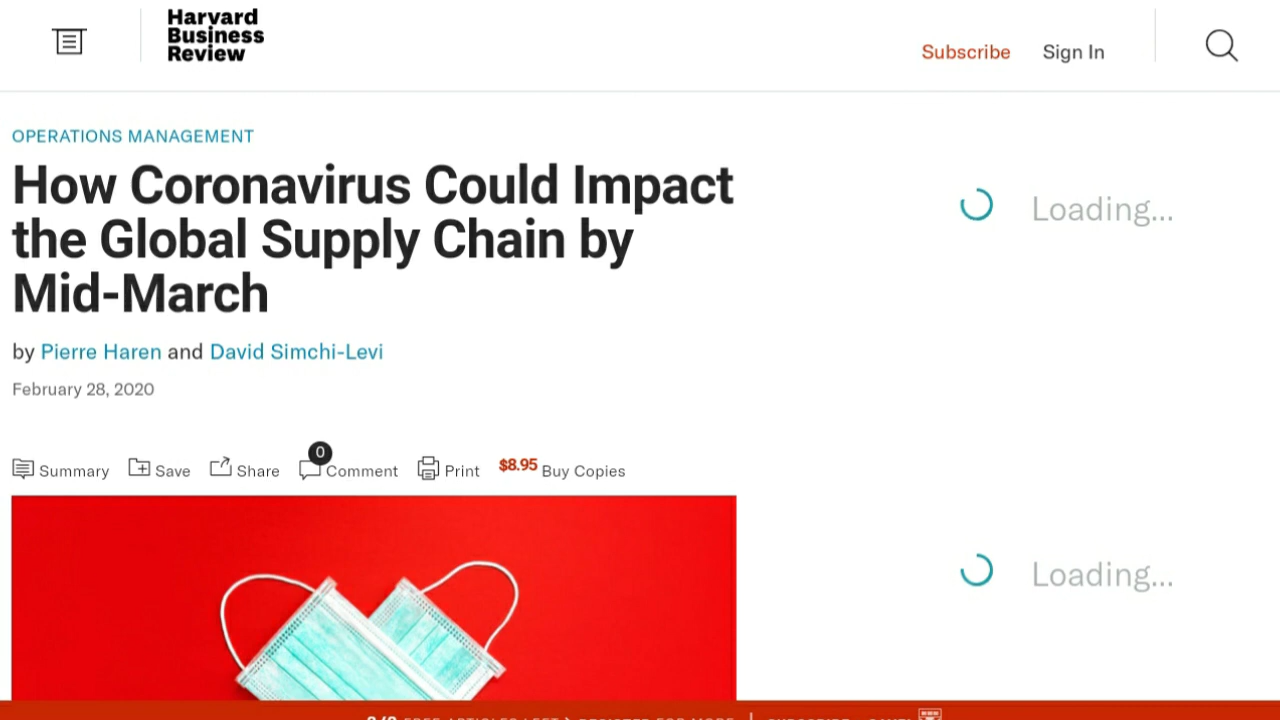 Harvard
Business
Review
Subscribe Sign In
OPERATIONS MANAGEMENT
How Coronavirus Could Impact
the Global Supply Chain by
Mid-March
by Pierre Haren and David Simchi-Levi
February 28, 2020
Loading...
0
Summary Save Share Comment Print $8.95 Buy Copies
Loading...